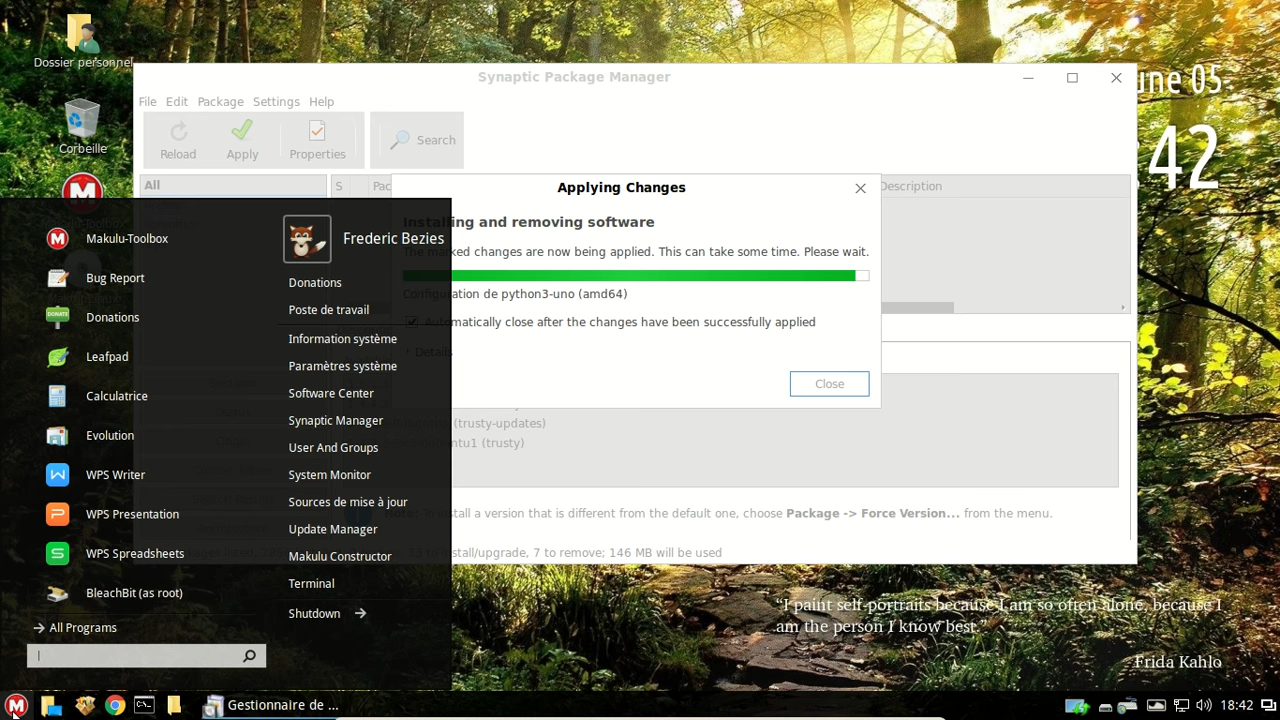 Dossier personnel
Corbeille
June 05
:42
Synaptic Package Manager
File Edit Package Settings Help
Reload
Apply
Properties
Search
All
S
Pac
Description
Applying Changes
Installing and removing software
The marked changes are now being applied. This can take some time. Please wait.
Configuration de python3-uno (amd64)
Automatically close after the changes have been successfully applied
Details
Close
(trusty-updates)
(trusty)
Note: To install a version that is different from the default one, choose Package -> Force Version... from the menu.
to install/upgrade, 7 to remove; 146 MB will be used
Makulu-Toolbox
Bug Report
DONATE
Donations
Leafpad
Calculatrice
Evolution
WPS Writer
WPS Presentation
WPS Spreadsheets
BleachBit (as root)
All Programs
Frederic Bezies
Donations
Poste de travail
Information système
Paramètres système
Software Center
Synaptic Manager
User And Groups
System Monitor
Sources de mise à jour
Update Manager
Makulu Constructor
Terminal
Shutdown
“I paint self-portraits because I am so often alone, because I
am the person I know best.”
Frida Kahlo
Gestionnaire de ...
18:42